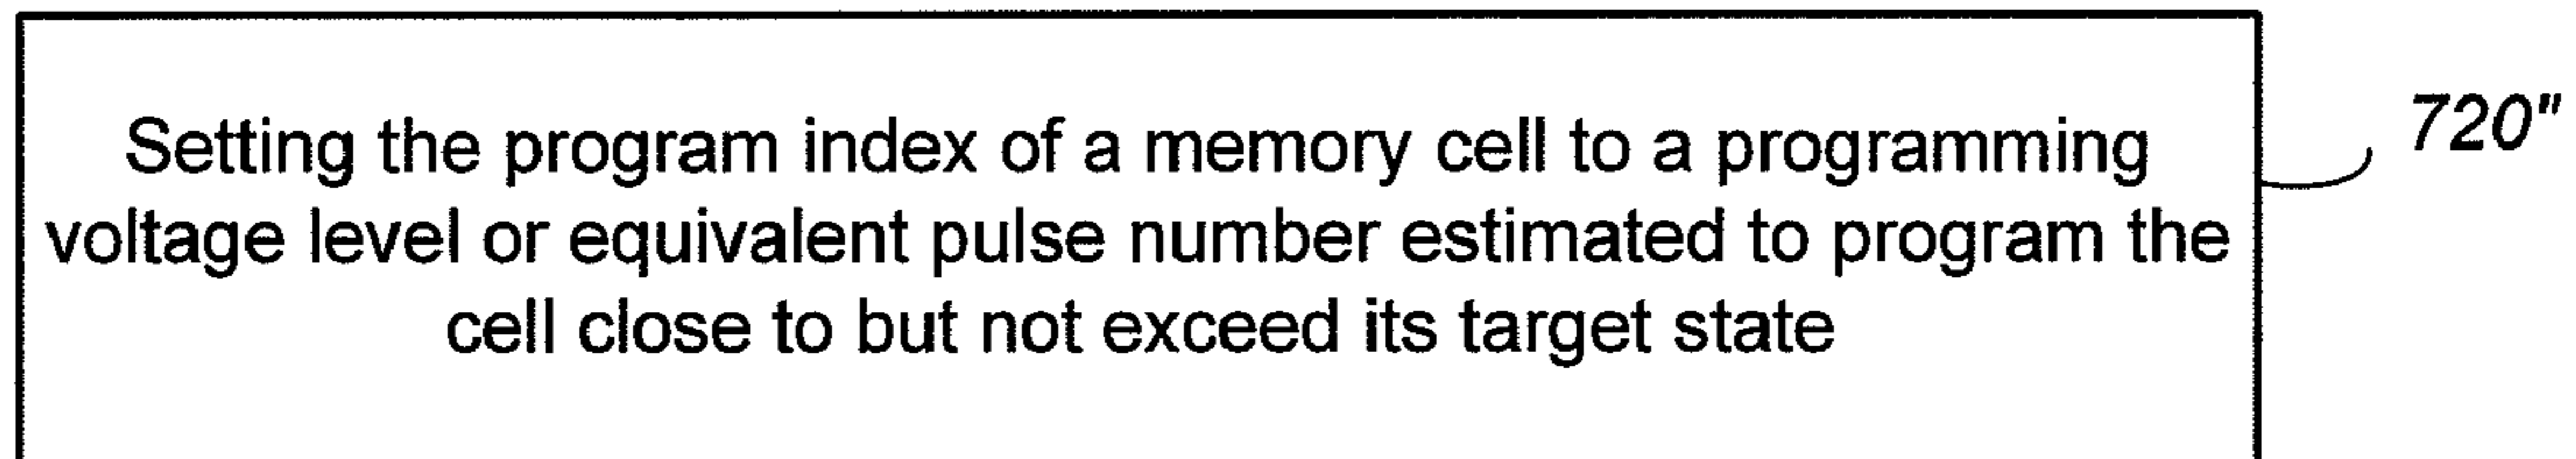 Setting the program index of a memory cell to a programming
voltage level or equivalent pulse number estimated to program the
cell close to but not exceed its target state
720"